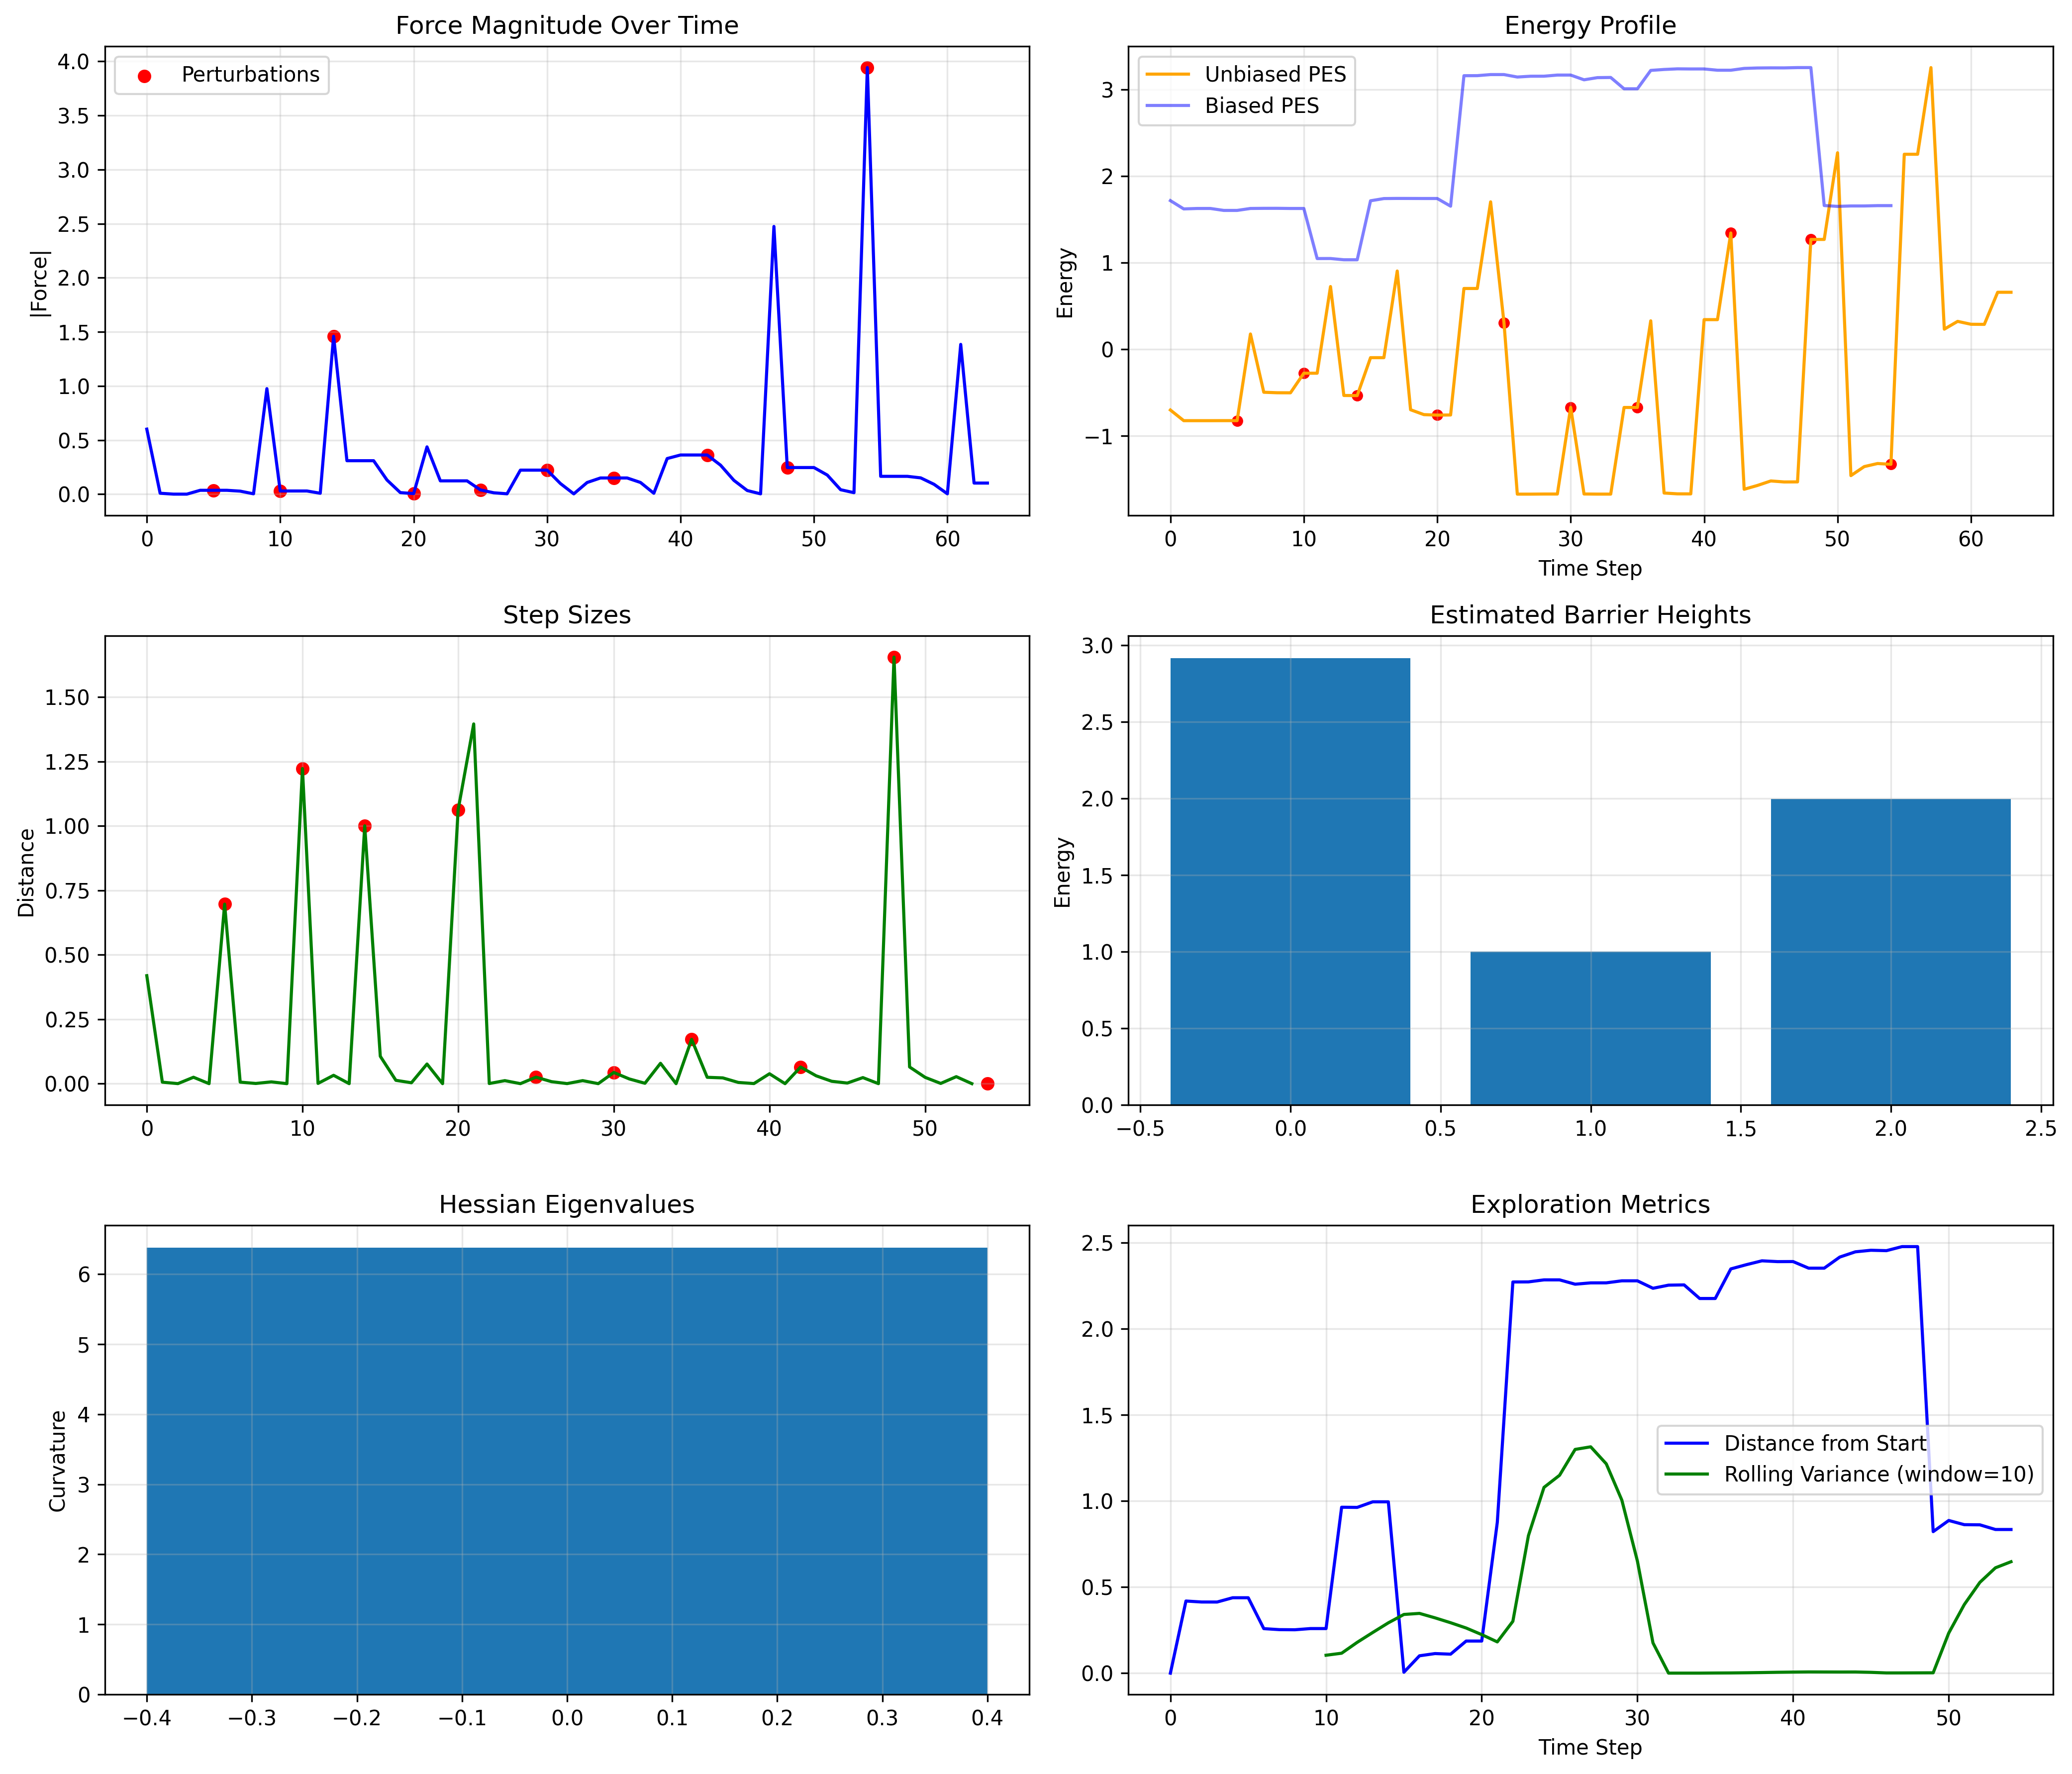 Force Magnitude Over Time
|Force|
4.0
3.5
3.0
2.5
2.0
1.5
1.0
0.5
0.0
Perturbations
0 10 20 30 40 50 60
Energy Profile
Energy
3
2
1
0
−1
Unbiased PES
Biased PES
0 10 20 30 40 50 60
Time Step
Step Sizes
Distance
1.50
1.25
1.00
0.75
0.50
0.25
0.00
0 10 20 30 40 50
Estimated Barrier Heights
Energy
3.0
2.5
2.0
1.5
1.0
0.5
0.0
−0.5 0.0 0.5 1.0 1.5 2.0 2.5
Hessian Eigenvalues
Curvature
6
5
4
3
2
1
0
−0.4 −0.3 −0.2 −0.1 0.0 0.1 0.2 0.3 0.4
Exploration Metrics
2.5
2.0
1.5
1.0
0.5
0.0
Distance from Start
Rolling Variance (window=10)
0 10 20 30 40 50
Time Step